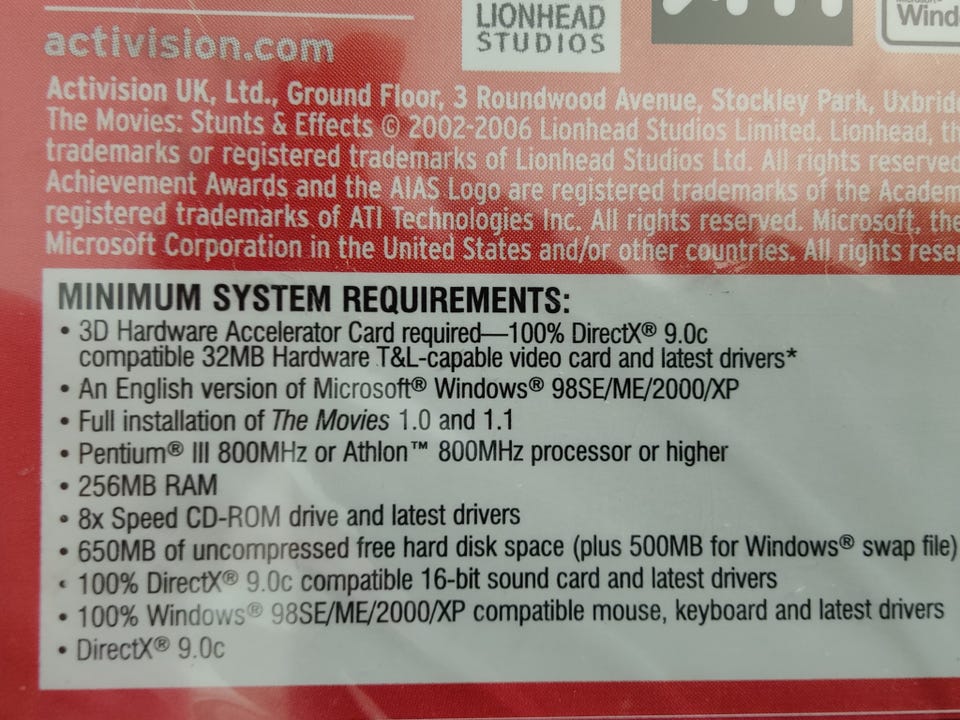 LIONHEAD
STUDIOS
activision.com
Activision UK, Ltd., Ground Floor, 3 Roundwood Avenue, Stockley Park,
The Movies: Stunts & Effects © 2002-2006 Lionhead Studios Limited. Lionhead,
trademarks or registered trademarks of Lionhead Studios Ltd. All rights reserved
Achievement Awards and the AIAS Logo are registered trademarks of the
registered trademarks of ATI Technologies Inc. All rights reserved. Microsoft,
Microsoft Corporation in the United States and/or other countries. All rights
MINIMUM SYSTEM REQUIREMENTS:
• 3D Hardware Accelerator Card required—100% DirectX® 9.0c
compatible 32MB Hardware T&L-capable video card and latest drivers*
• An English version of Microsoft® Windows® 98SE/ME/2000/XP
• Full installation of The Movies 1.0 and 1.1
• Pentium® III 800MHz or Athlon™ 800MHz processor or higher
• 256MB RAM
• 8x Speed CD-ROM drive and latest drivers
• 650MB of uncompressed free hard disk space (plus 500MB for Windows® swap file)
• 100% DirectX® 9.0c compatible 16-bit sound card and latest drivers
• 100% Windows® 98SE/ME/2000/XP compatible mouse, keyboard and latest drivers
• DirectX® 9.0c